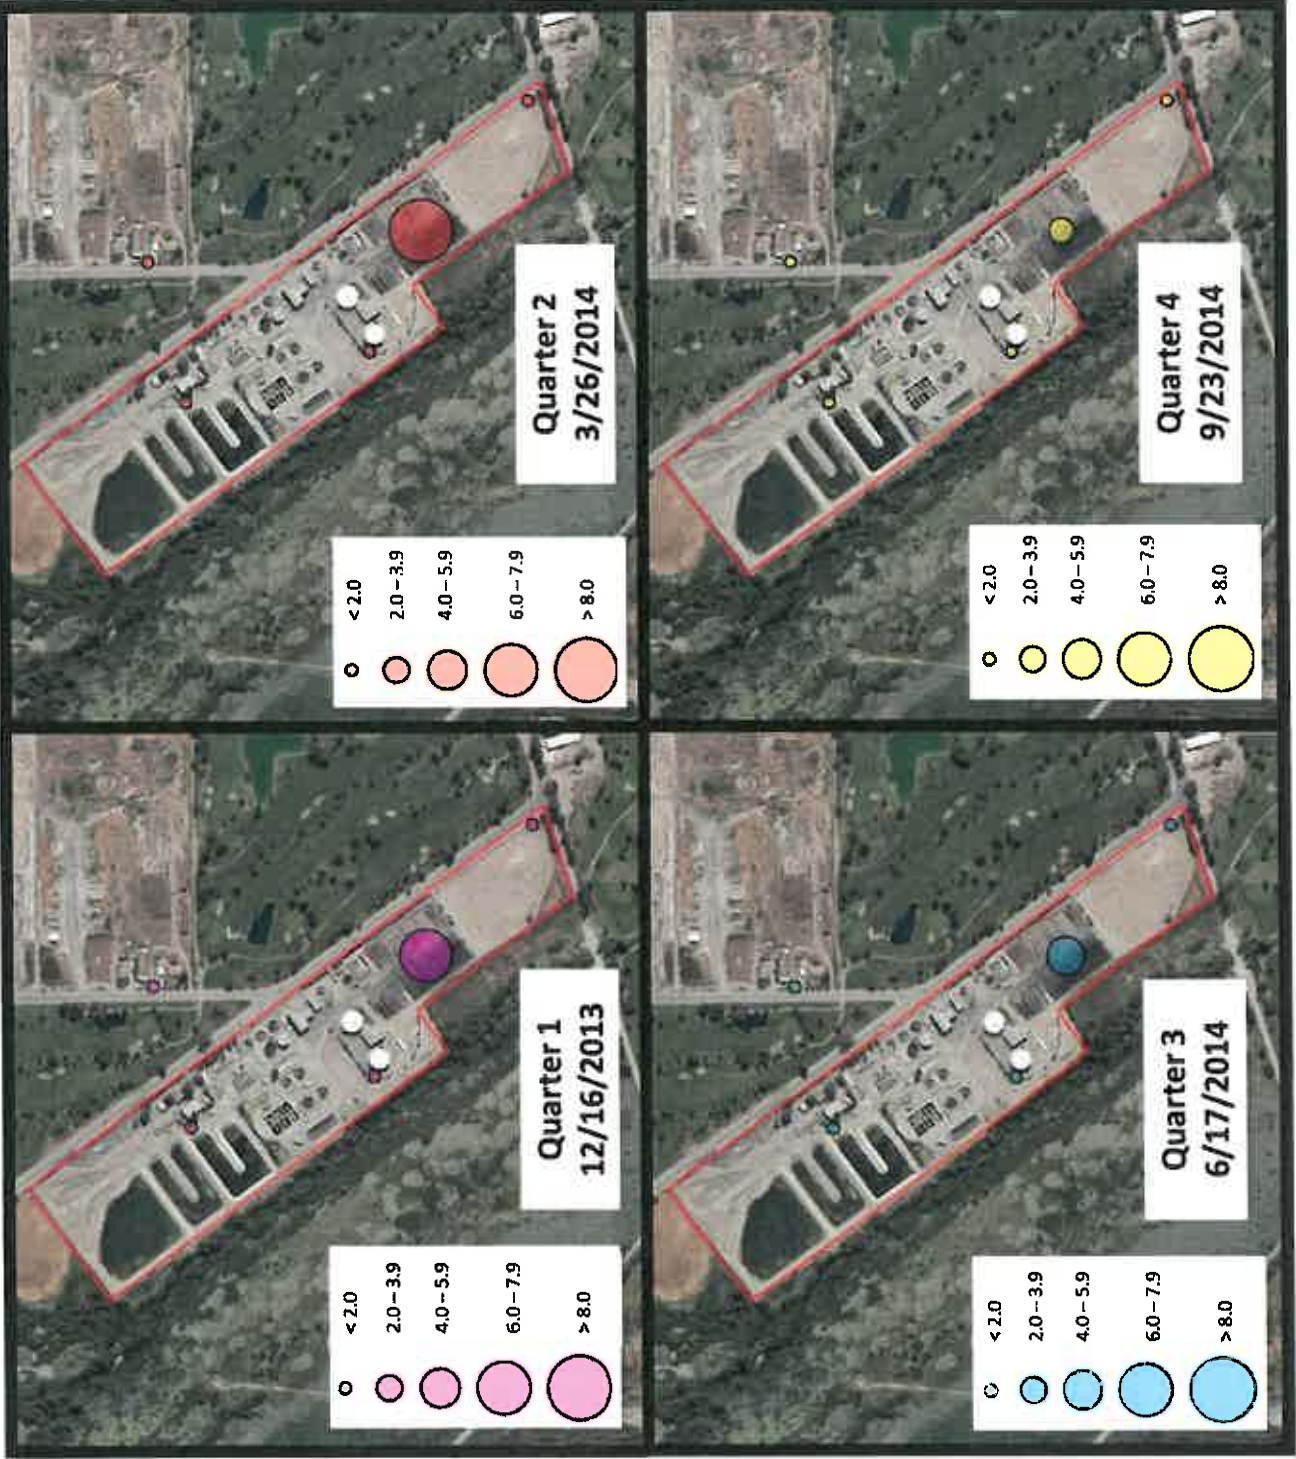 Quarter 1
12/16/2013
< 2.0
2.0 – 3.9
4.0 – 5.9
6.0 – 7.9
> 8.0
Quarter 2
3/26/2014
< 2.0
2.0 – 3.9
4.0 – 5.9
6.0 – 7.9
> 8.0
Quarter 3
6/17/2014
< 2.0
2.0 – 3.9
4.0 – 5.9
6.0 – 7.9
> 8.0
Quarter 4
9/23/2014
< 2.0
2.0 – 3.9
4.0 – 5.9
6.0 – 7.9
> 8.0